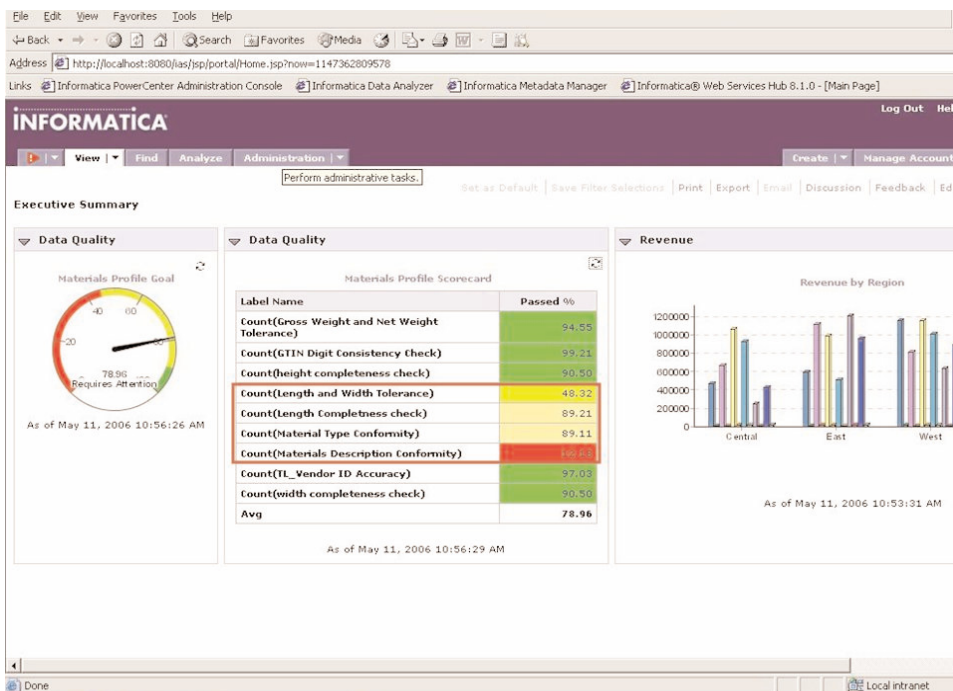 File Edit View Favorites Tools Help
Back Search Favorites Media
Address http://localhost:8080/ias/jsp/portal/Home.jsp?now=1147362809578
Links Informatica PowerCenter Administration Console Informatica Data Analyzer Informatica Metadata Manager Informatica® Web Services Hub 8.1.0 - [Main Page]
Log Out Hel
INFORMATICA
View Find Analyze Administration Create Manage Account
Perform administrative tasks.
Set as Default Save Filter Selections Print Export Email Discussion Feedback Ed
Executive Summary
Data Quality
Materials Profile Goal
40 60
20 80
78.96
Requires Attention
As of May 11, 2006 10:56:26 AM
Data Quality
Materials Profile Scorecard
Label Name Passed %
Count(Gross Weight and Net Weight
Tolerance) 94.55
Count(GTIN Digit Consistency Check) 99.21
Count(height completeness check) 90.50
Count(Length and Width Tolerance) 48.32
Count(Length Completness check) 89.21
Count(Material Type Conformity) 89.11
Count(Materials Description Conformity)
Count(TL_Vendor ID Accuracy) 97.03
Count(width completeness check) 90.50
Avg 78.96
As of May 11, 2006 10:56:29 AM
Revenue
Revenue by Region
1200000
1000000
800000
600000
400000
200000
0
Central East West
As of May 11, 2006 10:53:31 AM
Done Local intranet